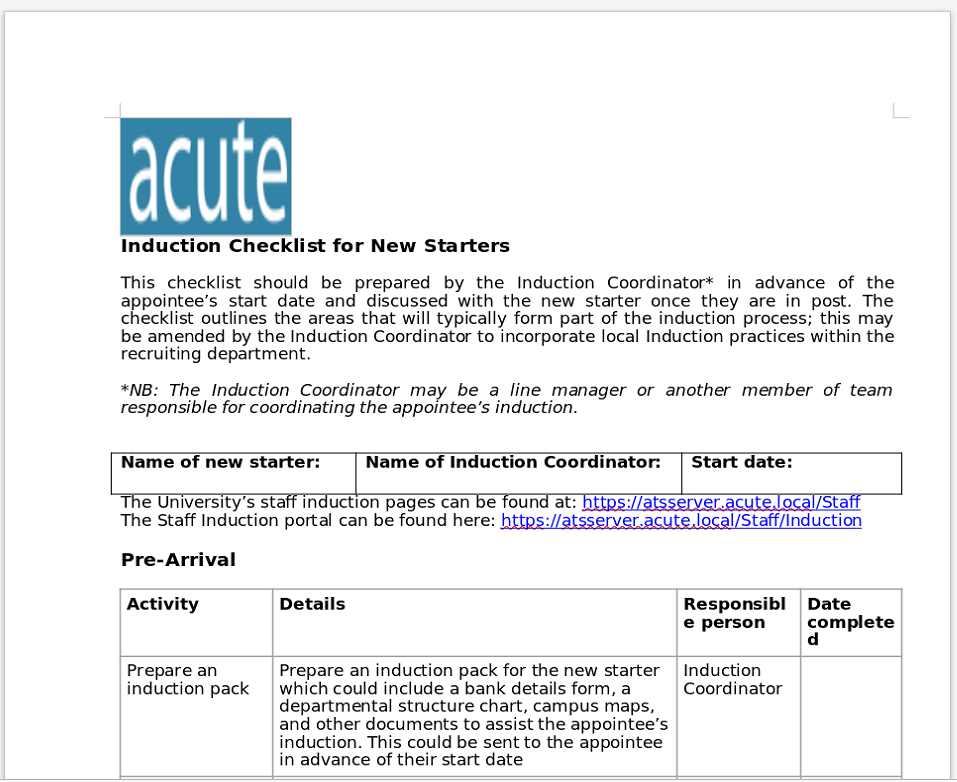 acute
Induction Checklist for New Starters
This checklist should be prepared by the Induction Coordinator* in advance of the
appointee’s start date and discussed with the new starter once they are in post. The
checklist outlines the areas that will typically form part of the induction process; this may
be amended by the Induction Coordinator to incorporate local Induction practices within the
recruiting department.
*NB: The Induction Coordinator may be a line manager or another member of team
responsible for coordinating the appointee’s induction.
Name of new starter: Name of Induction Coordinator: Start date:
The University’s staff induction pages can be found at: https://atsserver.acute.local/Staff
The Staff Induction portal can be found here: https://atsserver.acute.local/Staff/Induction
Pre-Arrival
Activity
Details
Responsibl
e person
Date
complete
d
Prepare an
induction pack
Prepare an induction pack for the new starter
which could include a bank details form, a
departmental structure chart, campus maps,
and other documents to assist the appointee’s
induction. This could be sent to the appointee
in advance of their start date
Induction
Coordinator